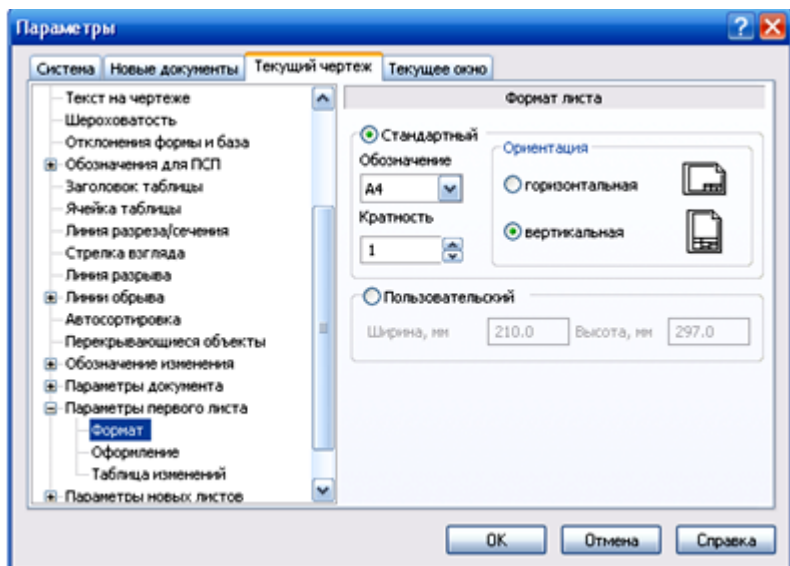 Параметры
Система Новые документы Текущий чертеж Текущее окно
Текст на чертеже
Шероховатость
Отклонения формы и база
Обозначения для ПСП
Заголовок таблицы
Ячейка таблицы
Линия разреза/сечения
Стрелка взгляда
Линия разрыва
Линии обрыва
Автосортировка
Перекрывающиеся объекты
Обозначение изменения
Параметры документа
Параметры первого листа
Формат
Оформление
Таблица изменений
Параметры новых листов
Формат листа
Стандартный
Обозначение
A4
Кратность
1
Ориентация
горизонтальная
вертикальная
Пользовательский
Ширина, мм 210.0 Высота, мм 297.0
OK Отмена Справка